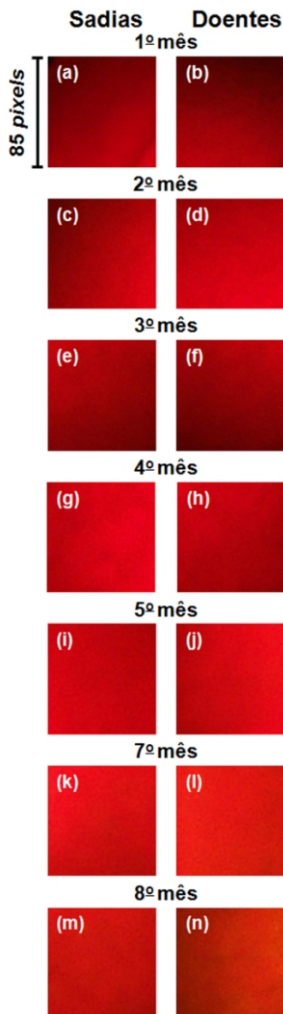 Sadias Doentes
1º mês
85 pixels
(a) (b)
2º mês
(c) (d)
3º mês
(e) (f)
4º mês
(g) (h)
5º mês
(i) (j)
7º mês
(k) (l)
8º mês
(m) (n)